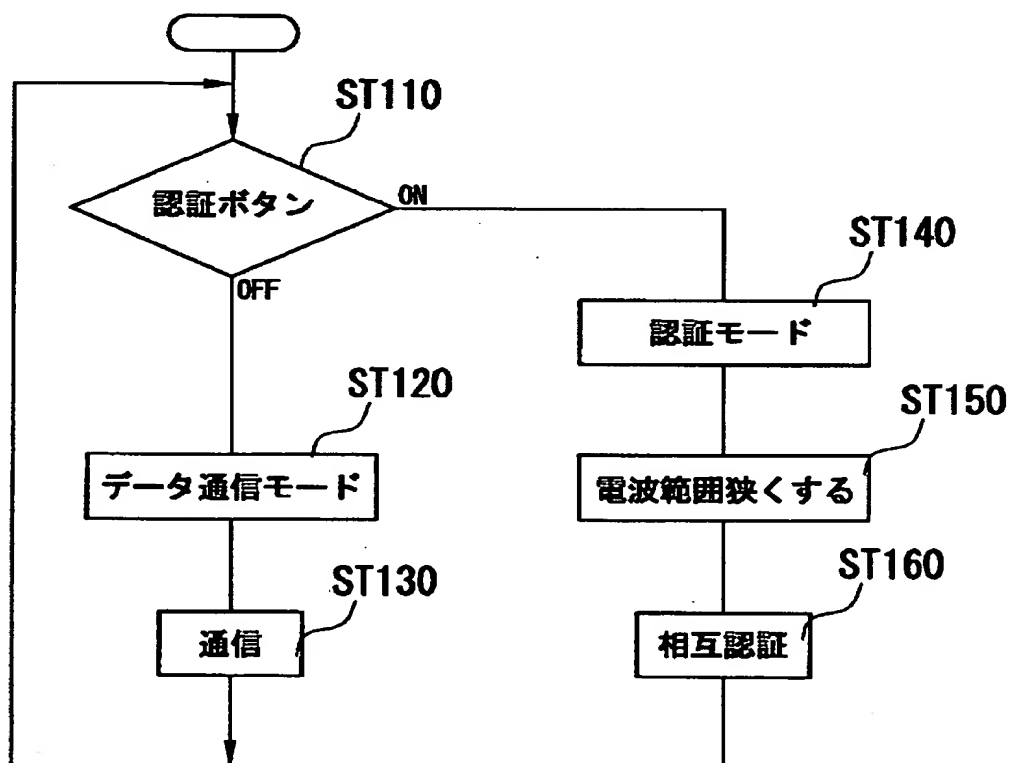 ST110
認証ボタン
ON
OFF
ST120
データ通信モード
ST130
通信
ST140
認証モード
ST150
電波範囲狭くする
ST160
相互認証